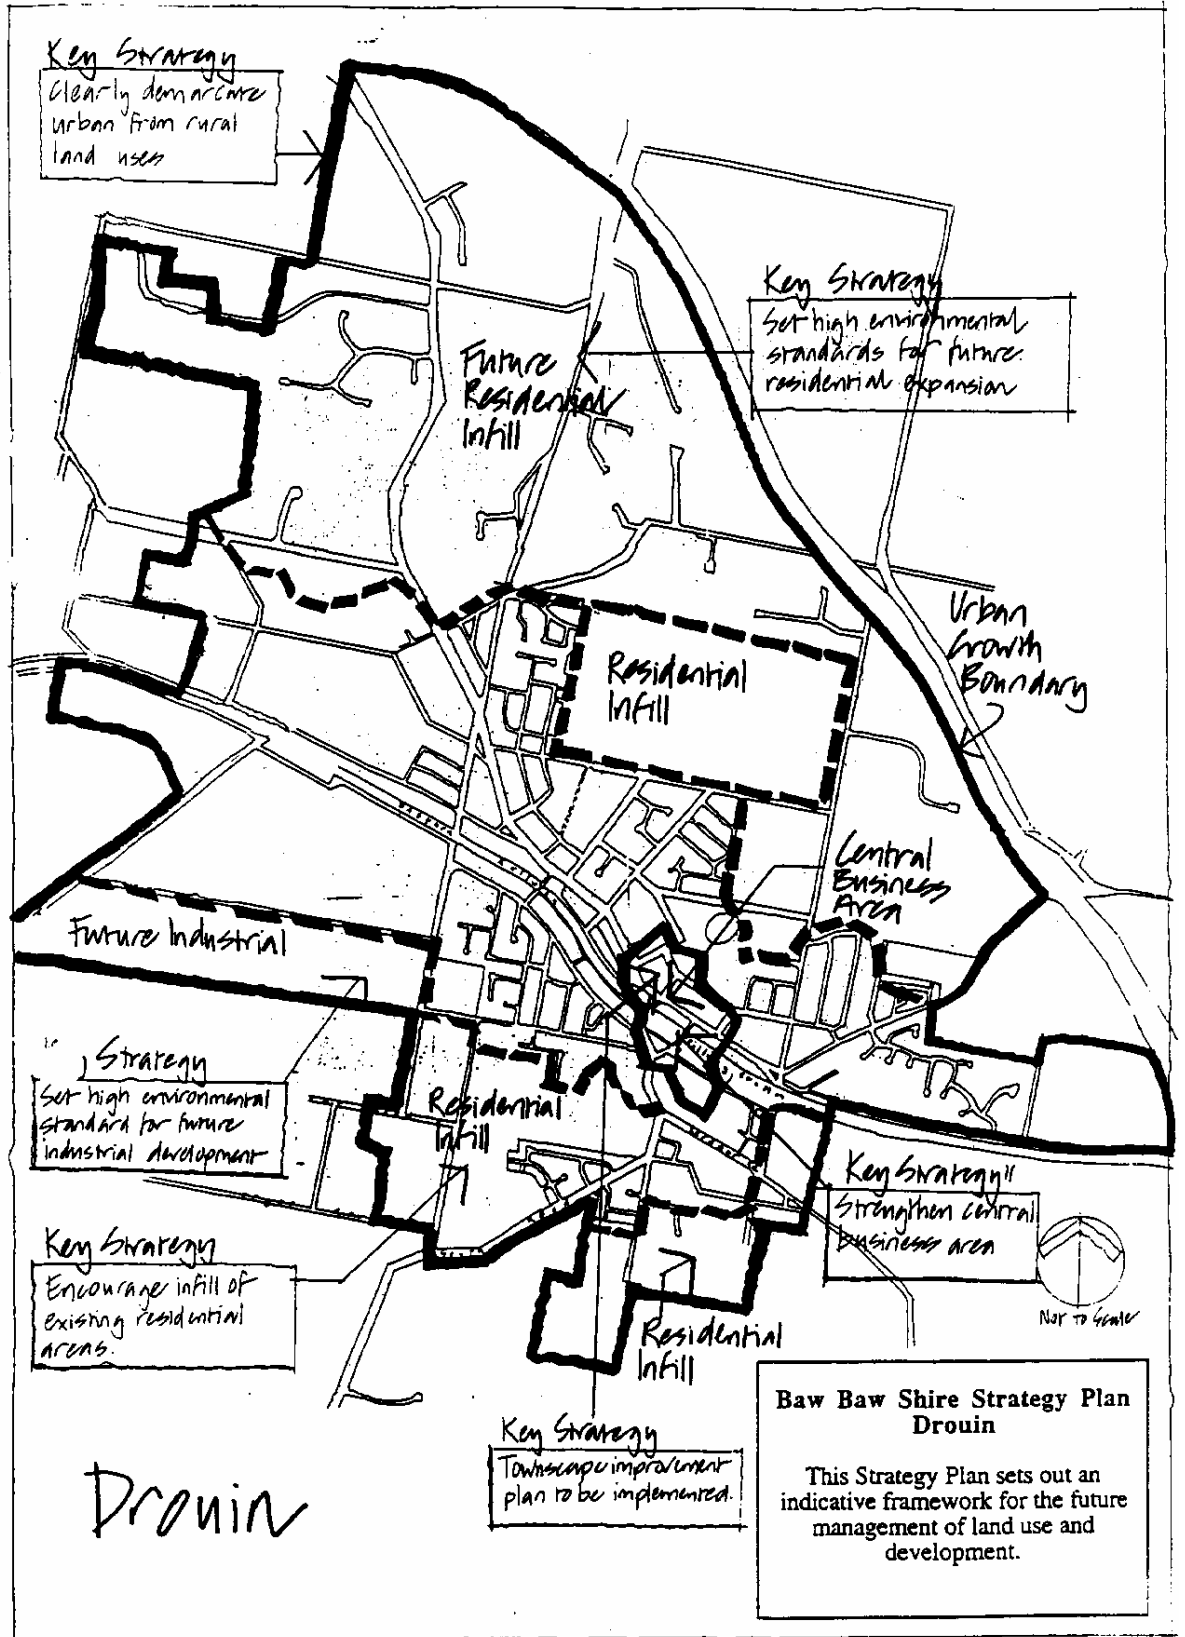 Key Strategy
Clearly demarcate
urban from rural
land uses
Key Strategy
Set high environmental
standards for future
residential expansion
Future
Residential
Infill
Urban
Growth
Boundary
Residential
Infill
Central
Business
Area
Future Industrial
Strategy
Set high environmental
standard for future
industrial development
Residential
Infill
Key Strategy
Strengthen central
business area
Key Strategy
Encourage infill of
existing residential
areas.
Not to Scale
Residential
Infill
Key Strategy
Townscape improvement
plan to be implemented.
Drouin
Baw Baw Shire Strategy Plan
Drouin
This Strategy Plan sets out an
indicative framework for the future
management of land use and
development.